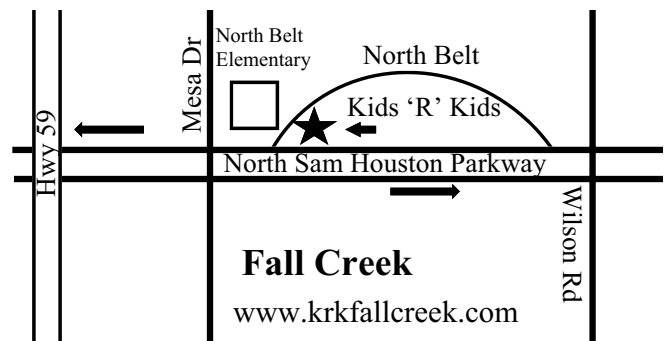 North Belt
Elementary
North Belt
Mesa Dr
Kids ‘R’ Kids
Hwy 59
North Sam Houston Parkway
Wilson Rd
Fall Creek
www.krkfallcreek.com